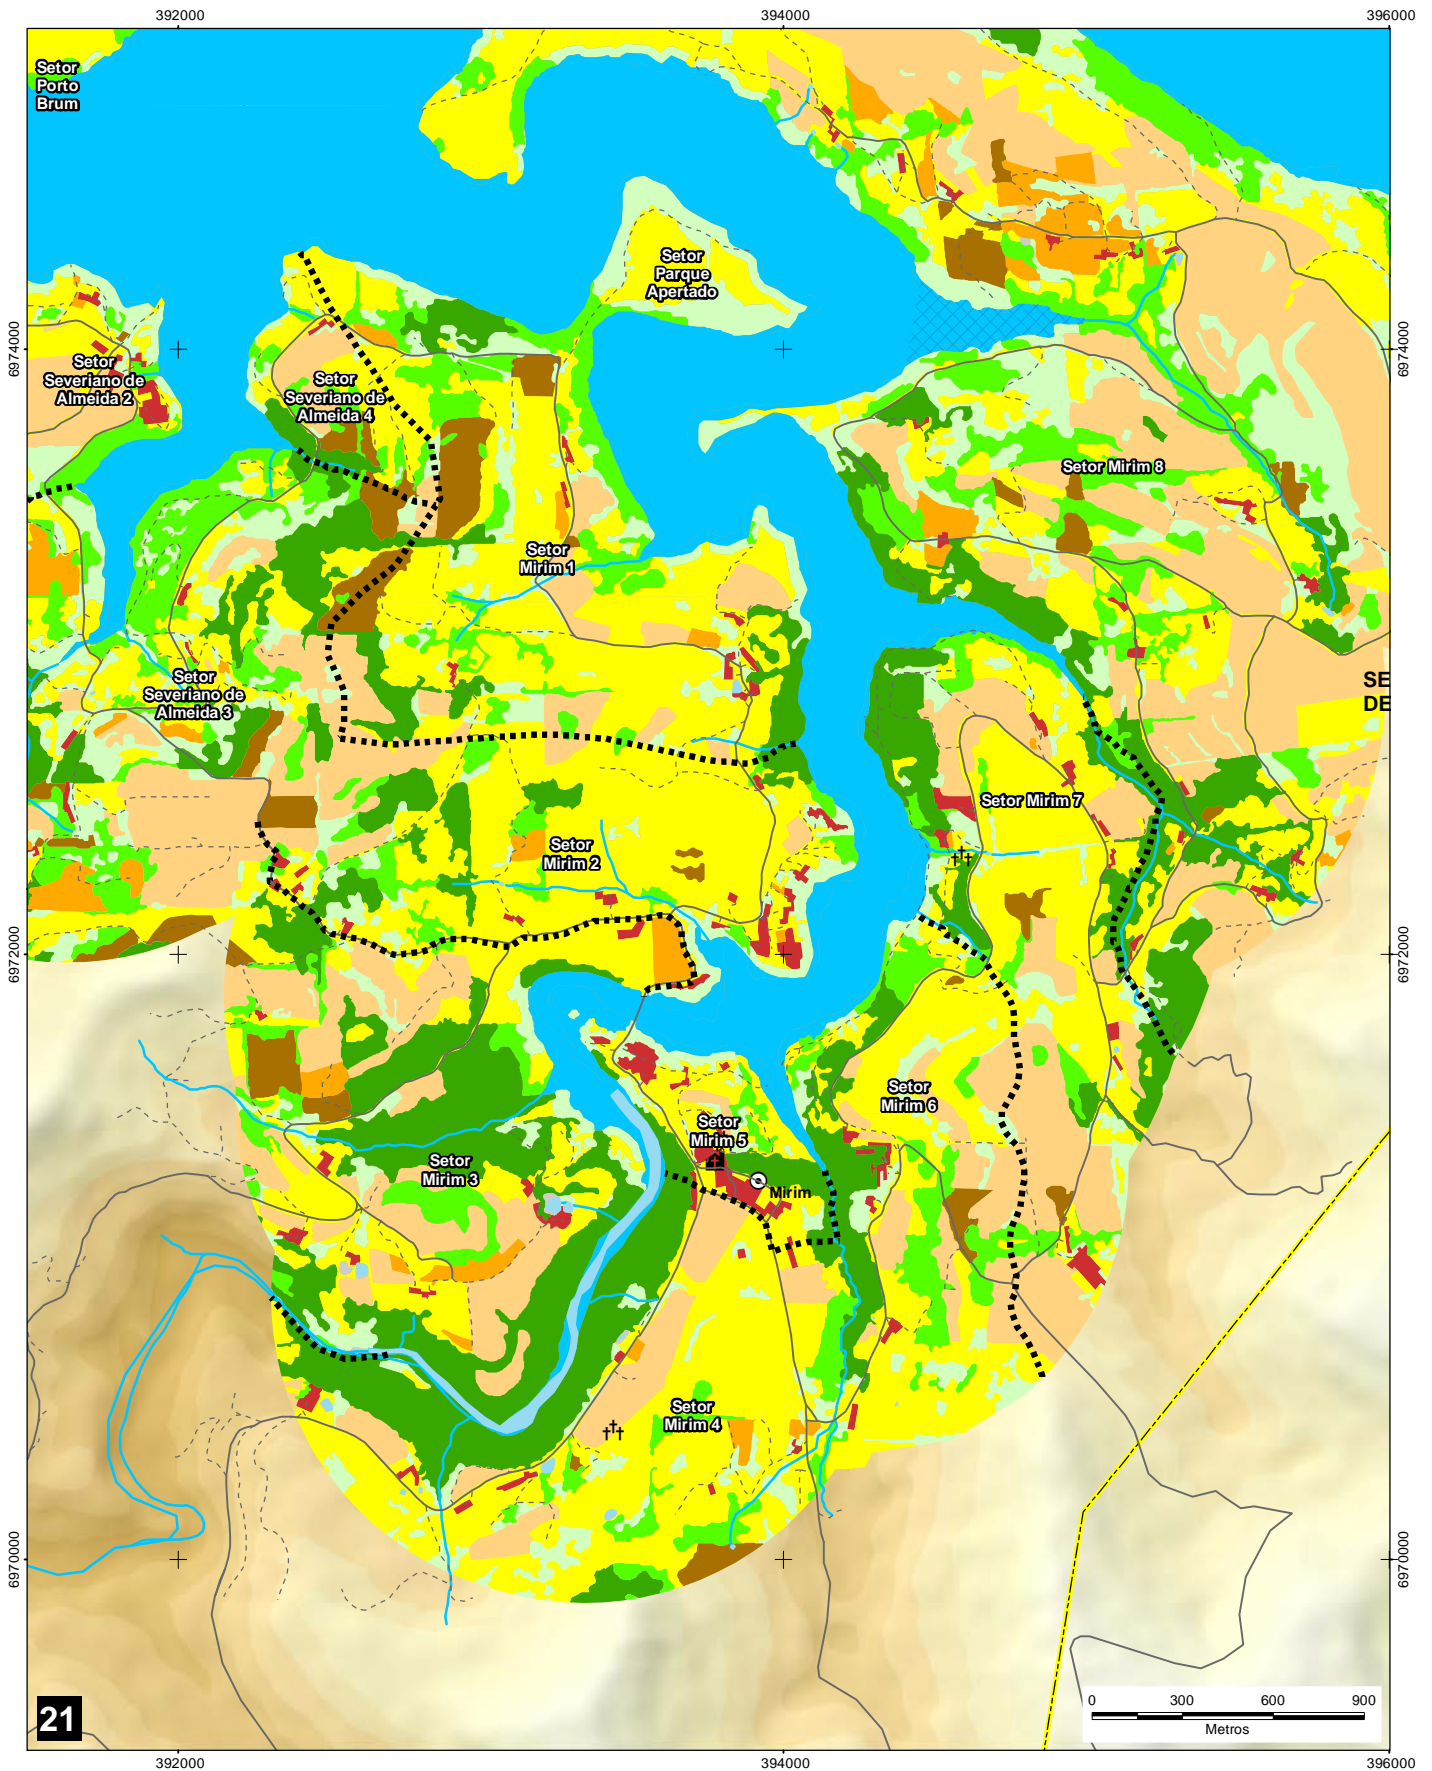 392000
394000
396000
Setor
Porto
Brum
Setor
Parque
Apertado
6974000
6974000
Setor
Severiano de
Almeida 2
Setor
Severiano de
Almeida 4
Setor Mirim 8
Setor
Mirim 1
Setor
Severiano de
Almeida 3
SE
DE
Setor Mirim 7
Setor
Mirim 2
6972000
6972000
Setor
Mirim 6
Setor
Mirim 5
Setor
Mirim 3
Mirim
Setor
Mirim 4
6970000
6970000
21
0 300 600 900
Metros
392000
394000
396000